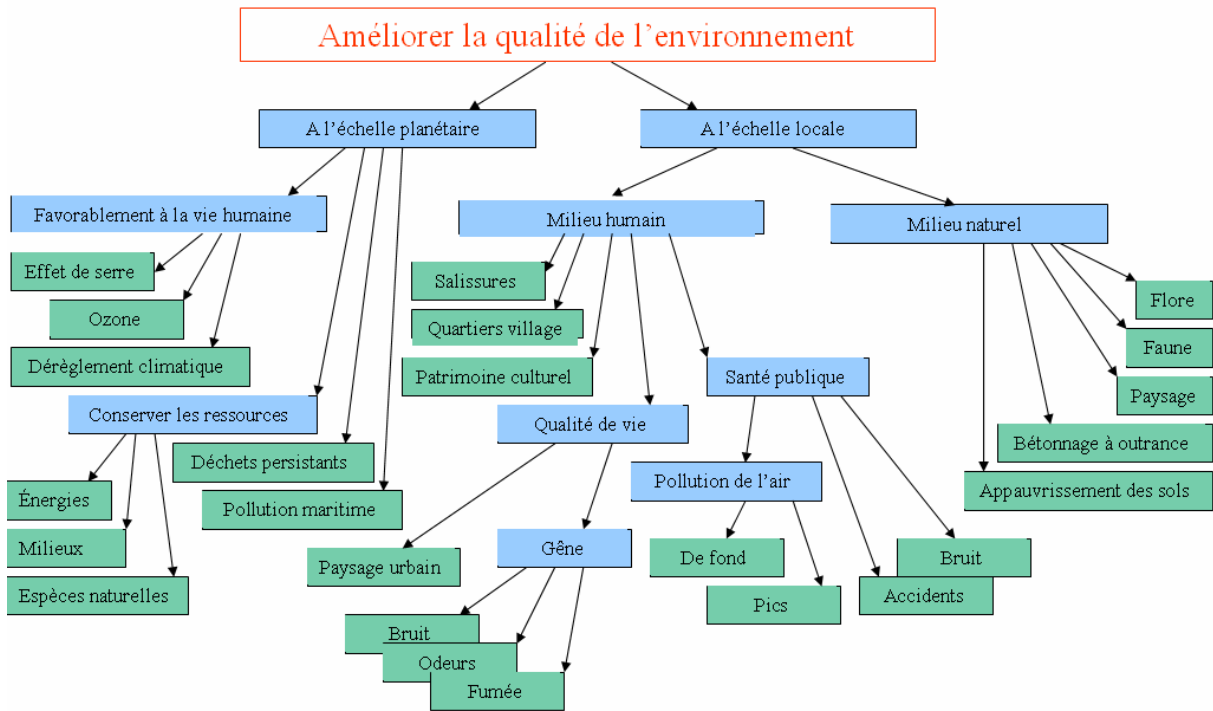 Améliorer la qualité de l’environnement
A l’échelle planétaire
A l’échelle locale
Favorablement à la vie humaine
Milieu humain
Milieu naturel
Effet de serre
Salissures
Flore
Ozone
Quartiers village
Faune
Dérèglement climatique
Patrimoine culturel
Santé publique
Paysage
Conserver les ressources
Qualité de vie
Bétonnage à outrance
Déchets persistants
Pollution de l’air
Appauvrissement des sols
Énergies
Pollution maritime
Milieux
Paysage urbain
Gêne
De fond
Bruit
Espèces naturelles
Pics
Accidents
Bruit
Odeurs
Fumée